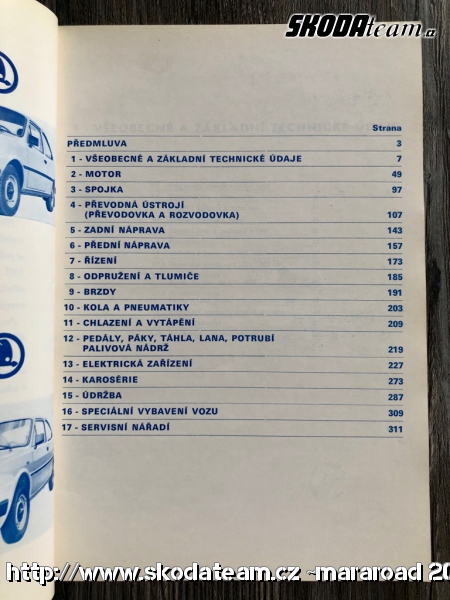 SKODAteam.cz
Strana
PŘEDMLUVA 3
1 - VŠEOBECNÉ A ZÁKLADNÍ TECHNICKÉ ÚDAJE 7
2 - MOTOR 49
3 - SPOJKA 97
4 - PŘEVODNÁ ÚSTROJÍ
(PŘEVODOVKA A ROZVODOVKA) 107
5 - ZADNÍ NÁPRAVA 143
6 - PŘEDNÍ NÁPRAVA 157
7 - ŘÍZENÍ 173
8 - ODPRUŽENÍ A TLUMIČE 185
9 - BRZDY 191
10 - KOLA A PNEUMATIKY 203
11 - CHLAZENÍ A VYTÁPĚNÍ 209
12 - PEDÁLY, PÁKY, TÁHLA, LANA, POTRUBÍ
PALIVOVÁ NÁDRŽ 219
13 - ELEKTRICKÁ ZAŘÍZENÍ 227
14 - KAROSÉRIE 273
15 - ÚDRŽBA 287
16 - SPECIÁLNÍ VYBAVENÍ VOZU 309
17 - SERVISNÍ NÁŘADÍ 311
http://www.skodateam.cz -mararoad 20